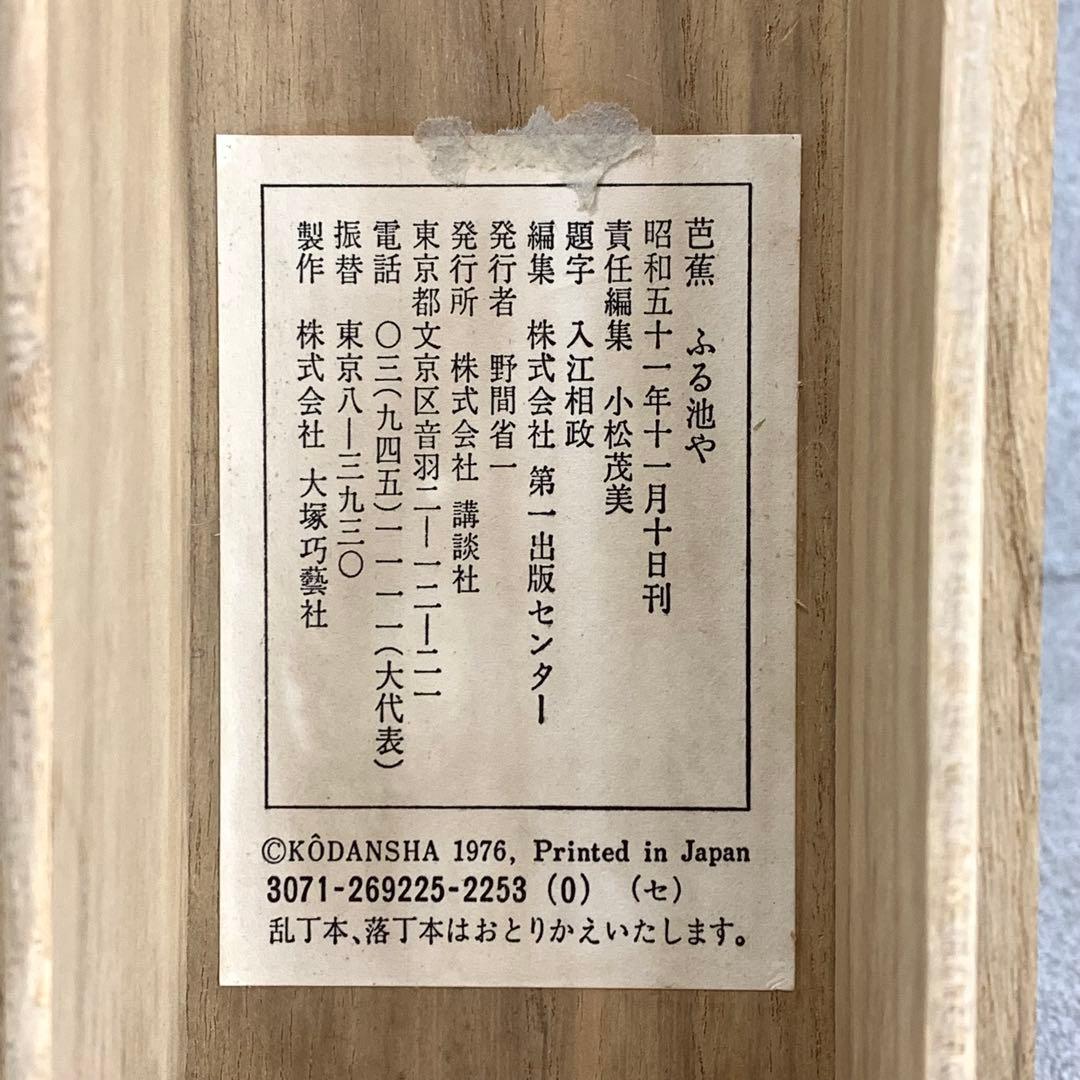 芭蕉 ふる池や
昭和五十一年十一月十日刊
責任編集 小松茂美
題字 入江相政
編集 株式会社 第一出版センター
発行者 野間省一
発行所 株式会社 講談社
東京都文京区音羽二―一二―二一
電話 〇三(九四五)一一一一(大代表)
振替 東京八―三九三〇
製作 株式会社 大塚巧藝社
©KÔDANSHA 1976, Printed in Japan
3071-269225-2253 (0) (セ)
乱丁本、落丁本はおとりかえいたします。